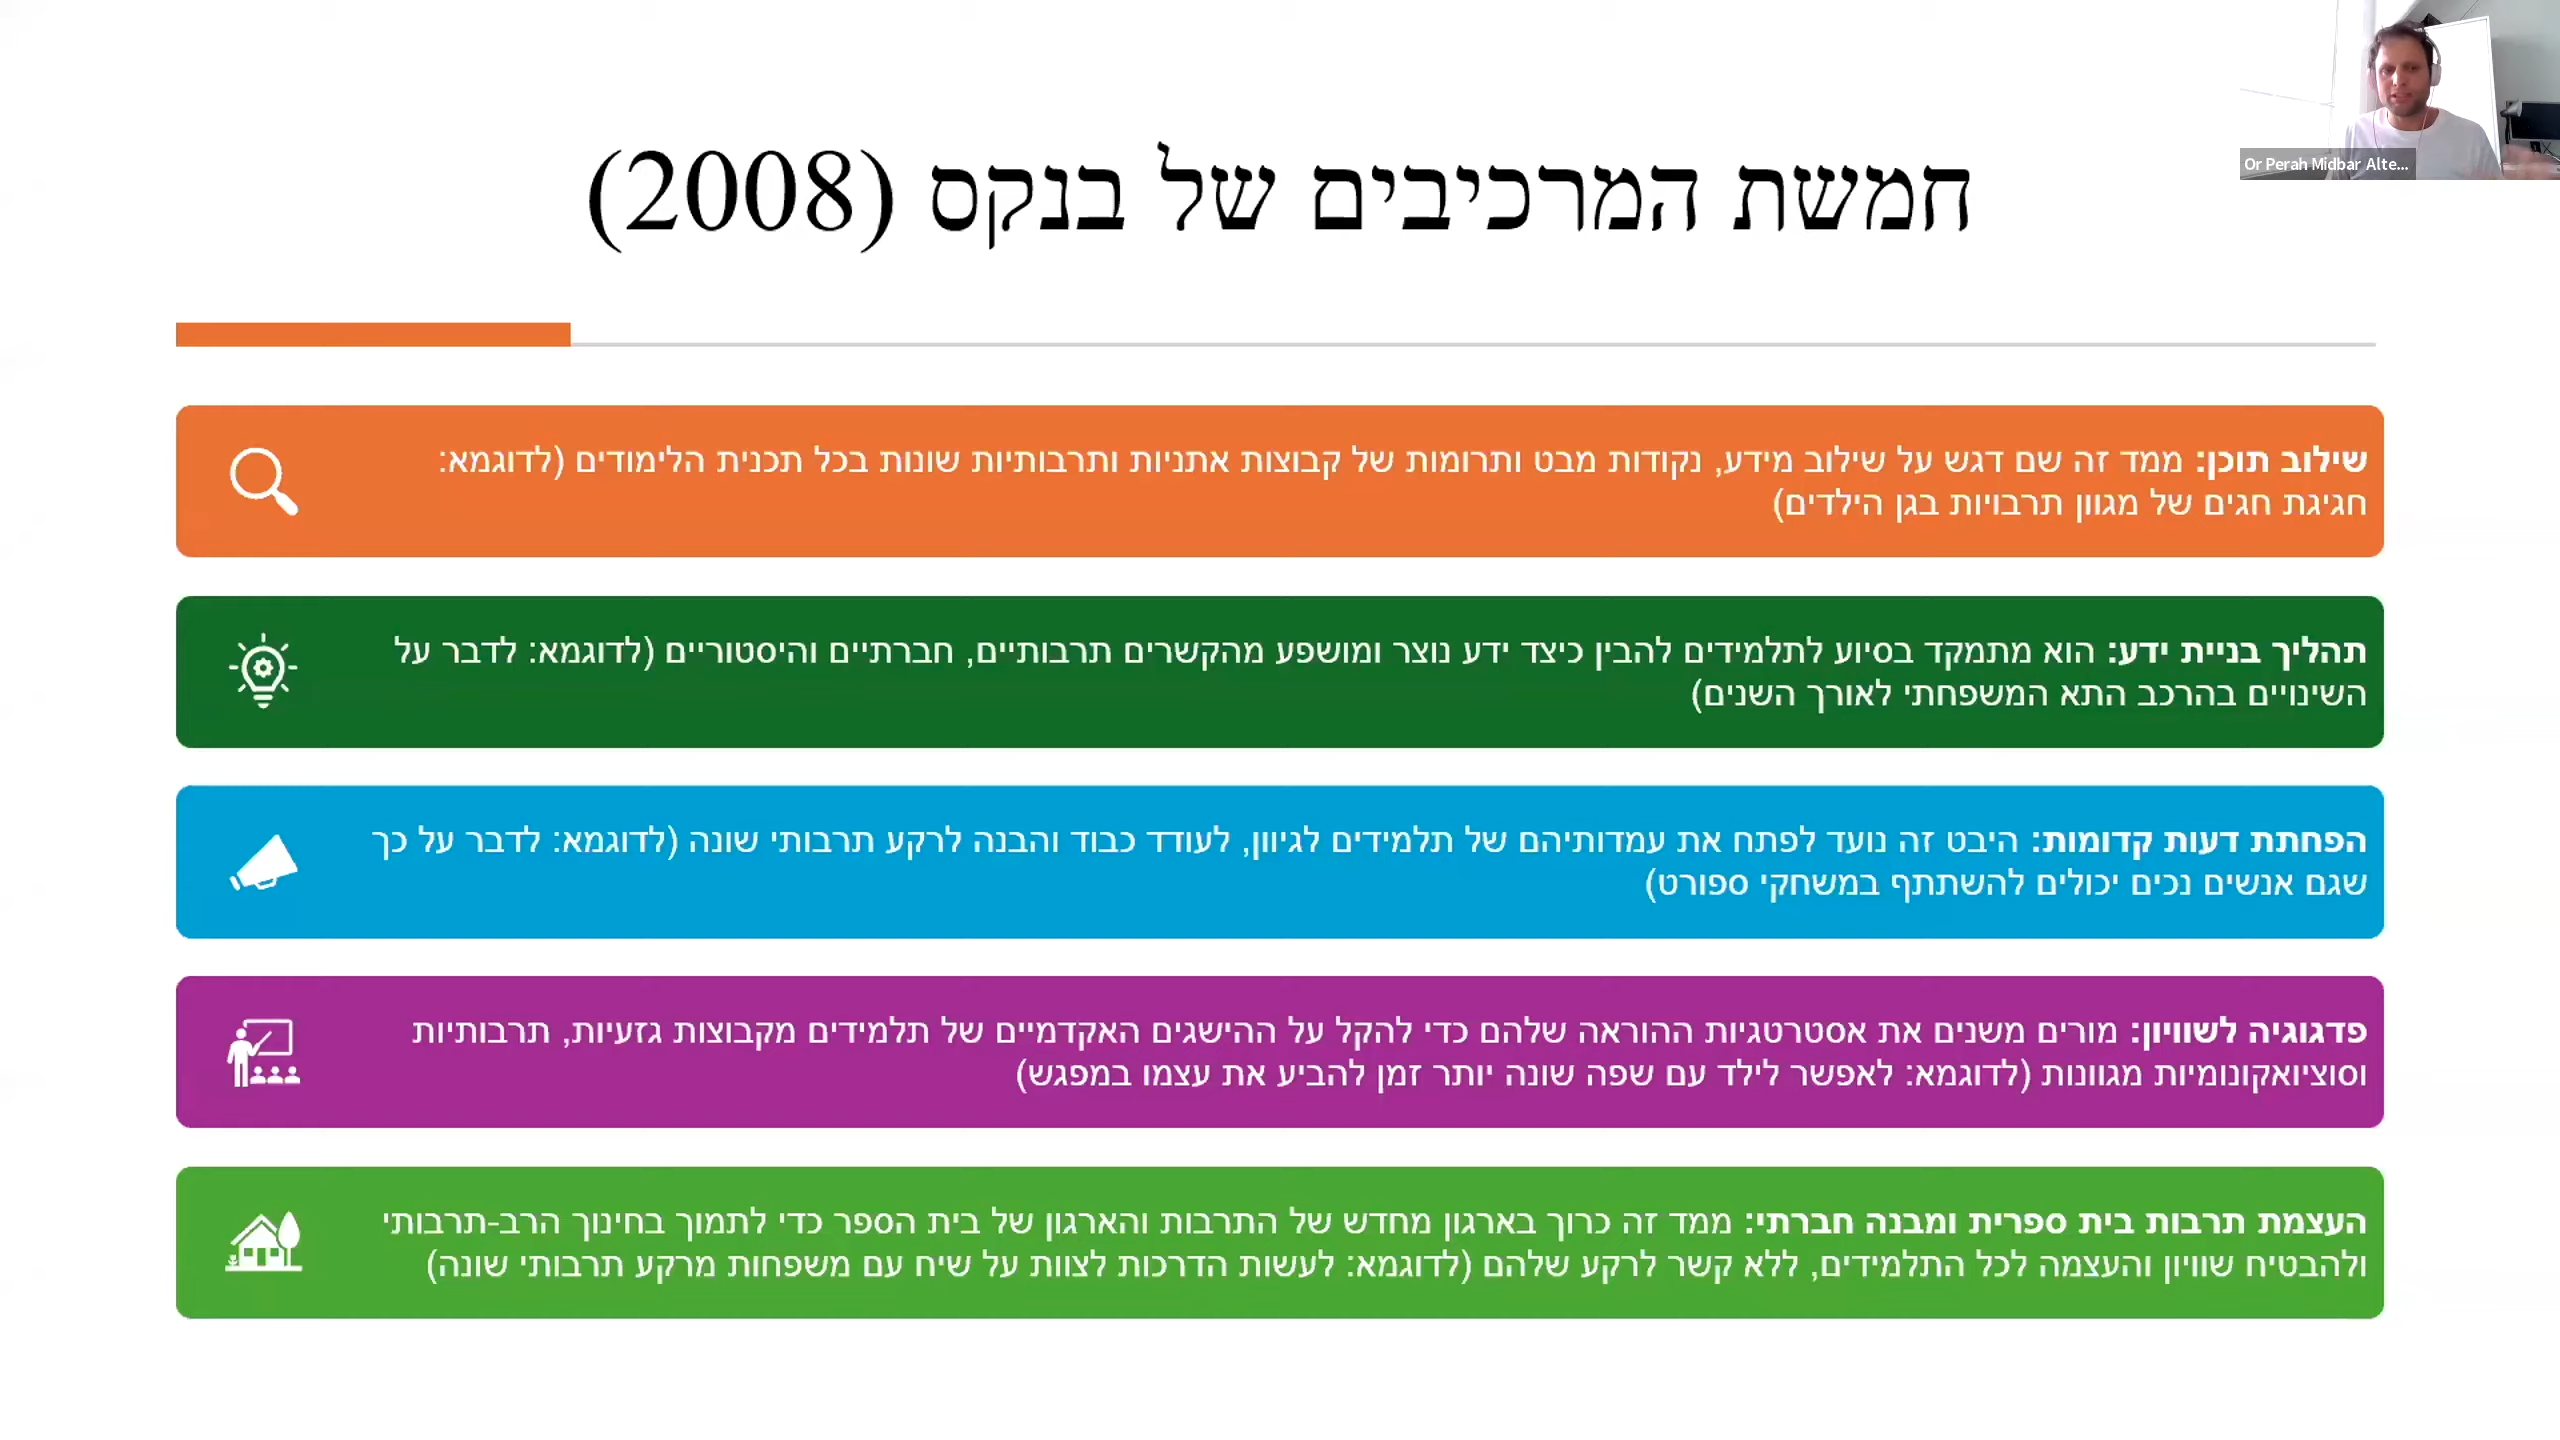 חמשת המרכיבים של בנקס (2008)
Or Perah Midbar Alte...
שילוב תוכן: ממד זה שם דגש על שילוב מידע, נקודות מבט ותרומות של קבוצות אתניות ותרבותיות שונות בכל תכנית הלימודים (לדוגמא:
חגיגת חגים של מגוון תרבויות בגן הילדים)
תהליך בניית ידע: הוא מתמקד בסיוע לתלמידים להבין כיצד ידע נוצר ומושפע מהקשרים תרבותיים, חברתיים והיסטוריים (לדוגמא: לדבר על
השינויים בהרכב התא המשפחתי לאורך השנים)
הפחתת דעות קדומות: היבט זה נועד לפתח את עמדותיהם של תלמידים לגיוון, לעודד כבוד והבנה לרקע תרבותי שונה (לדוגמא: לדבר על כך
שגם אנשים נכים יכולים להשתתף במשחקי ספורט)
פדגוגיה לשוויון: מורים משנים את אסטרטגיות ההוראה שלהם כדי להקל על ההישגים האקדמיים של תלמידים מקבוצות גזעיות, תרבותיות
וסוציואקונומיות מגוונות (לדוגמא: לאפשר לילד עם שפה שונה יותר זמן להביע את עצמו במפגש)
העצמת תרבות בית ספרית ומבנה חברתי: ממד זה כרוך בארגון מחדש של התרבות והארגון של בית הספר כדי לתמוך בחינוך הרב-תרבותי
ולהבטיח שוויון והעצמה לכל התלמידים, ללא קשר לרקע שלהם (לדוגמא: לעשות הדרכות לצוות על שיח עם משפחות מרקע תרבותי שונה)